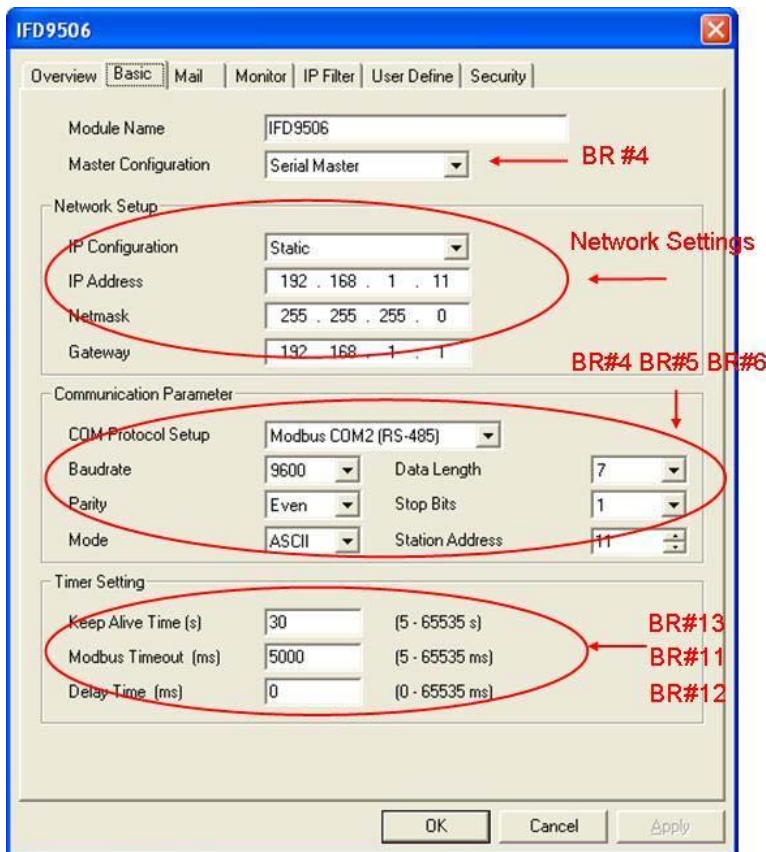 IFD9506
Overview Basic Mail Monitor IP Filter User Define Security
Module Name IFD9506
Master Configuration Serial Master BR #4
Network Setup
IP Configuration Static Network Settings
IP Address 192 . 168 . 1 . 11
Netmask 255 . 255 . 255 . 0
Gateway 192 . 168 . 1 . 1
BR#4 BR#5 BR#6
Communication Parameter
COM Protocol Setup Modbus COM2 (RS-485)
Baudrate 9600 Data Length 7
Parity Even Stop Bits 1
Mode ASCII Station Address 11
Timer Setting
Keep Alive Time (s) 30 (5 - 65535 s) BR#13
Modbus Timeout (ms) 5000 (5 - 65535 ms) BR#11
Delay Time (ms) 0 (0 - 65535 ms) BR#12
OK Cancel Apply